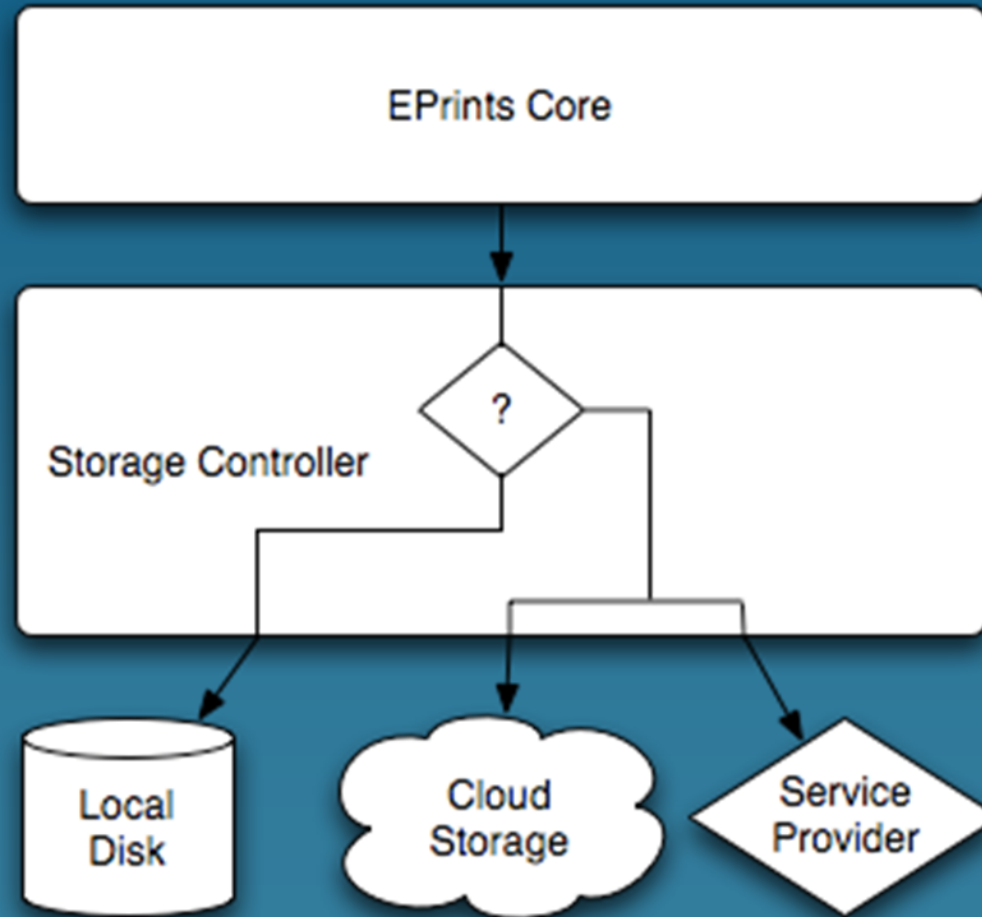 EPrints Core
?
Storage Controller
Local
Disk
Cloud
Storage
Service
Provider